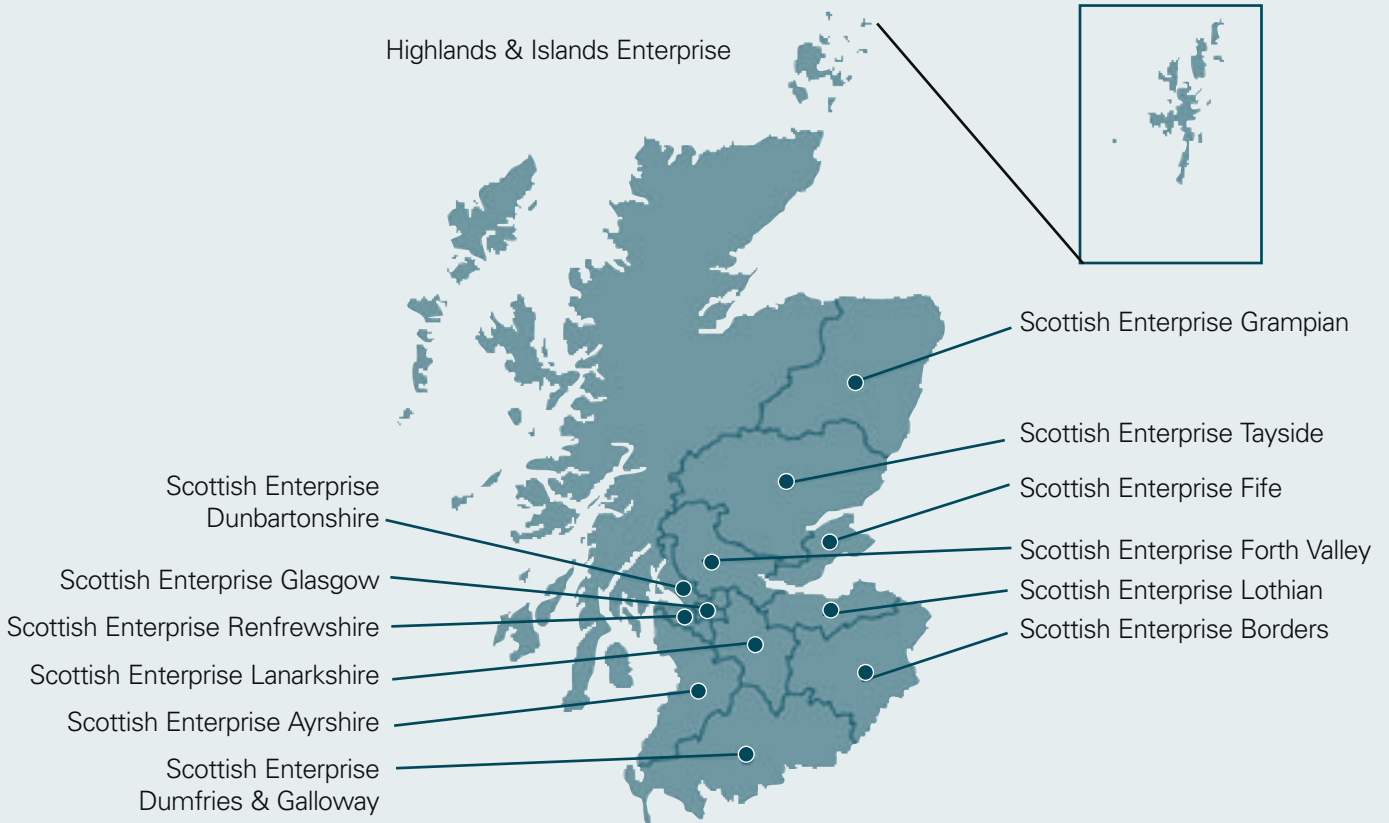 Highlands & Islands Enterprise
Scottish Enterprise Grampian
Scottish Enterprise Tayside
Scottish Enterprise Fife
Scottish Enterprise Forth Valley
Scottish Enterprise Lothian
Scottish Enterprise Borders
Scottish Enterprise
Dunbartonshire
Scottish Enterprise Glasgow
Scottish Enterprise Renfrewshire
Scottish Enterprise Lanarkshire
Scottish Enterprise Ayrshire
Scottish Enterprise
Dumfries & Galloway